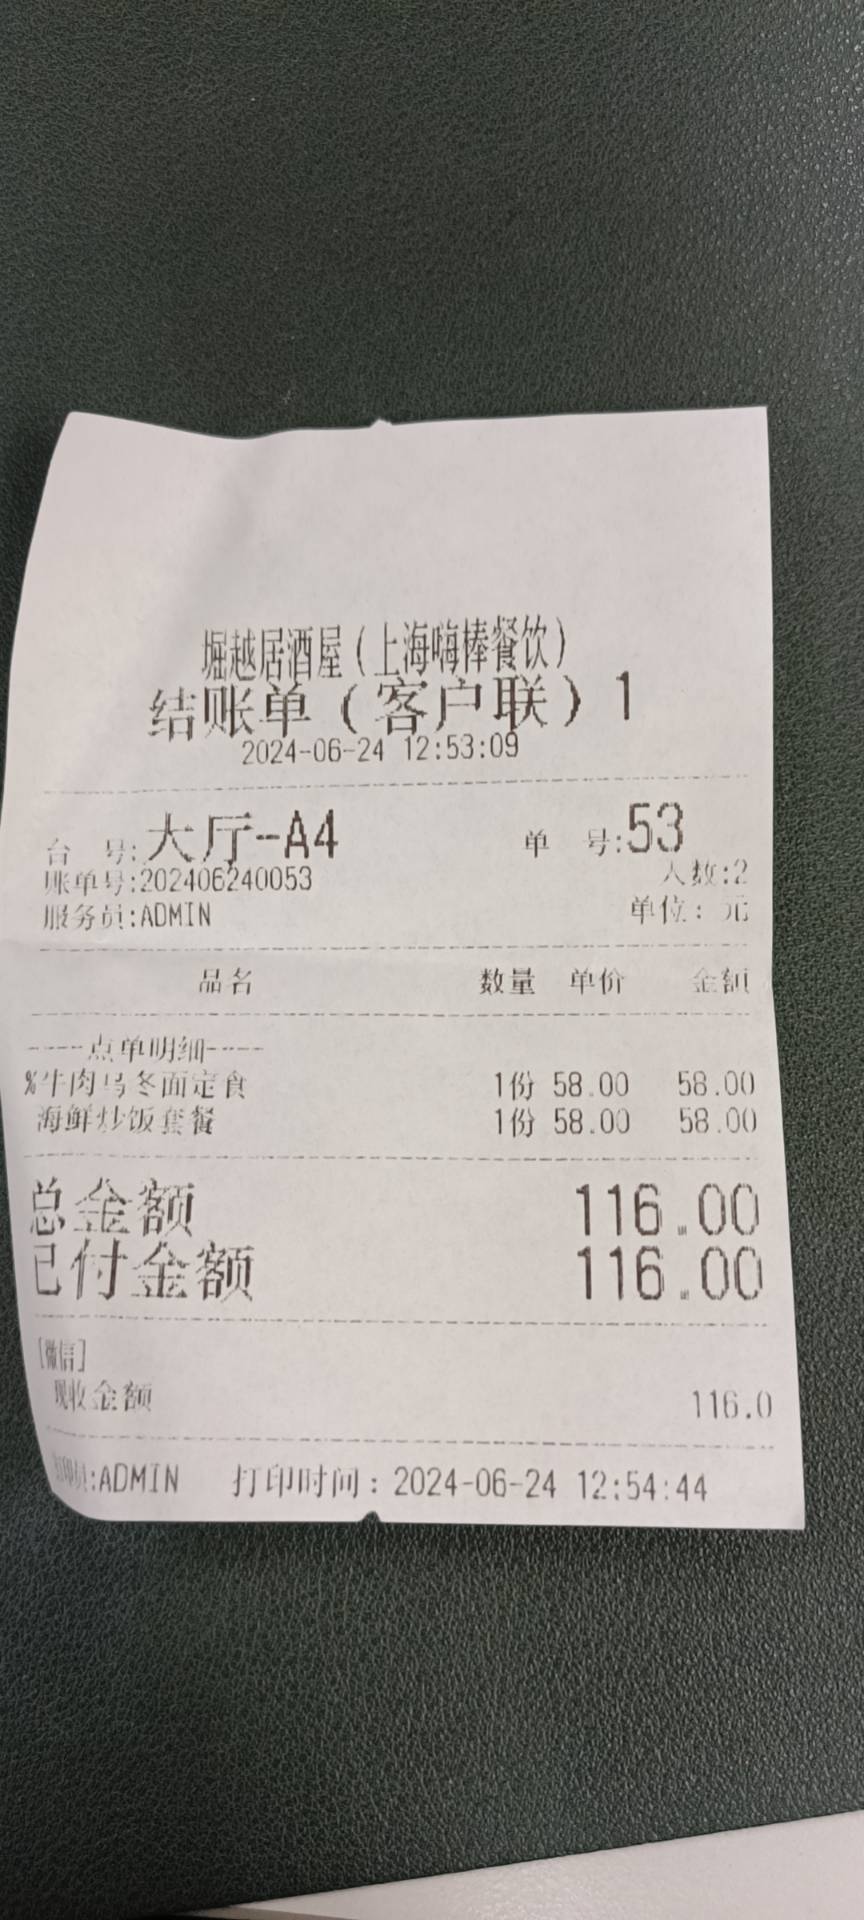 堀越居酒屋(上海嗨棒餐饮)
结账单(客户联)1
2024-06-24 12:53:09
台 号:大厅-A4 单 号:53
账单号:202406240053 人数:2
服务员:ADMIN 单位: 元
品名 数量 单价 金额
----点单明细----
%牛肉乌冬面定食 1份 58.00 58.00
海鲜炒饭套餐 1份 58.00 58.00
总金额 116.00
已付金额 116.00
[微信]
现收金额 116.0
打印员:ADMIN 打印时间: 2024-06-24 12:54:44